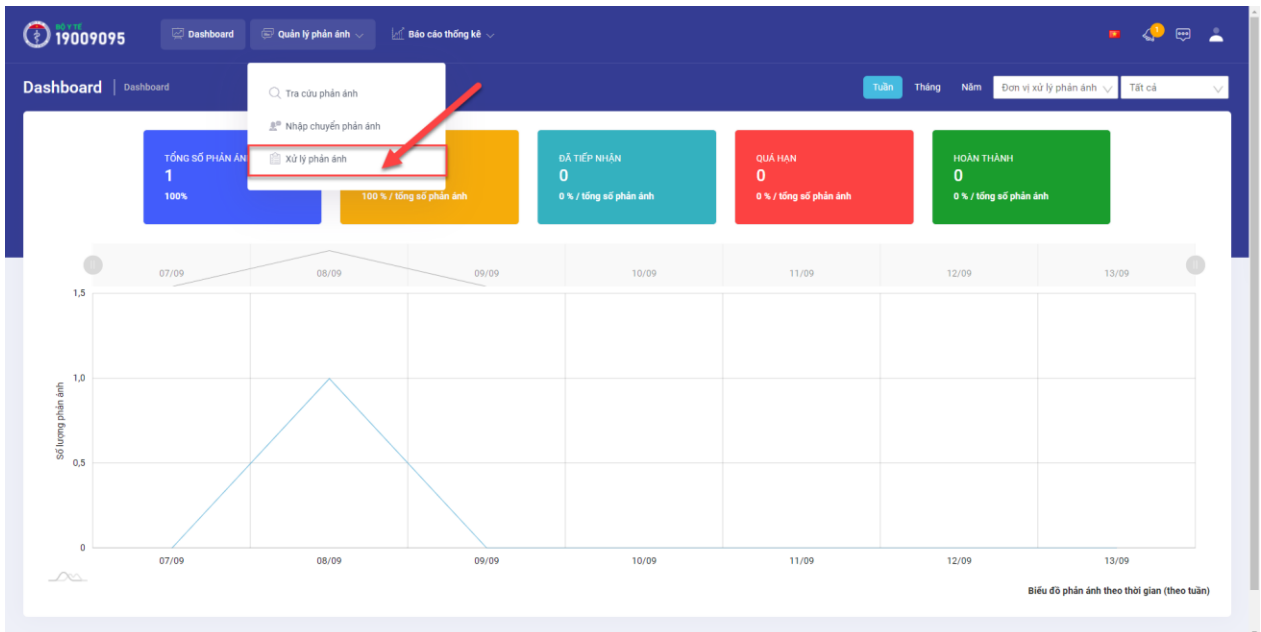 BỘ Y TẾ
19009095
Dashboard
Quản lý phản ánh
Báo cáo thống kê
1
Dashboard
Dashboard
Tuần
Tháng
Năm
Đơn vị xử lý phản ánh
Tất cả
Tra cứu phản ánh
Nhập chuyển phản ánh
Xử lý phản ánh
TỔNG SỐ PHẢN ÁN
1
100%
100 % / tổng số phản ánh
ĐÃ TIẾP NHẬN
0
0 % / tổng số phản ánh
QUÁ HẠN
0
0 % / tổng số phản ánh
HOÀN THÀNH
0
0 % / tổng số phản ánh
07/09 08/09 09/09 10/09 11/09 12/09 13/09
1,5
1,0
0,5
0
Số lượng phản ánh
07/09 08/09 09/09 10/09 11/09 12/09 13/09
Biểu đồ phản ánh theo thời gian (theo tuần)